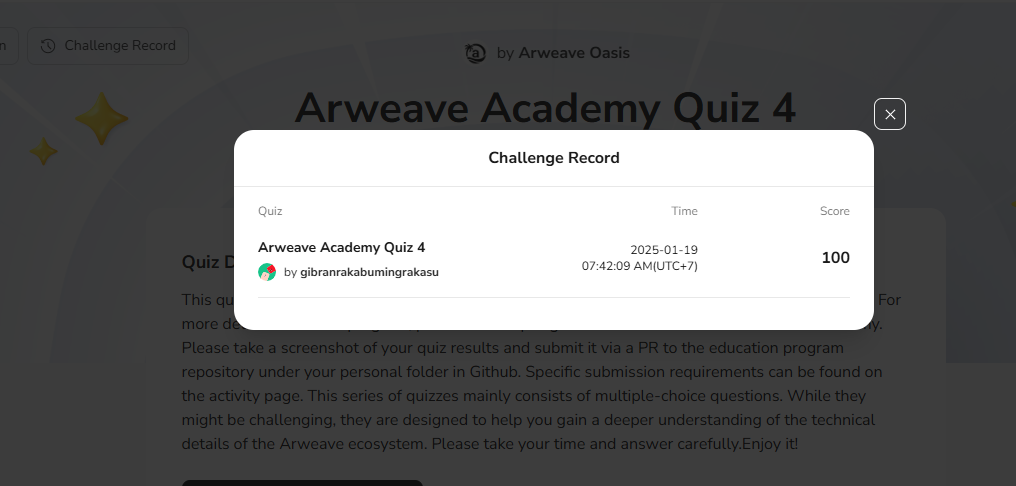 n
Challenge Record
by Arweave Oasis
Arweave Academy Quiz 4
Challenge Record
Quiz Time Score
Arweave Academy Quiz 4
by gibranrakabumingrakasu
2025-01-19
07:42:09 AM(UTC+7)
100
Quiz D
This qu For
more de y.
Please take a screenshot of your quiz results and submit it via a PR to the education program
repository under your personal folder in Github. Specific submission requirements can be found on
the activity page. This series of quizzes mainly consists of multiple-choice questions. While they
might be challenging, they are designed to help you gain a deeper understanding of the technical
details of the Arweave ecosystem. Please take your time and answer carefully.Enjoy it!